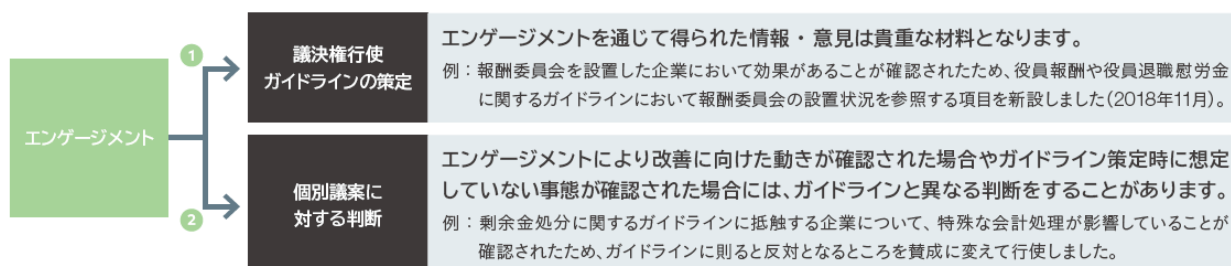 エンゲージメント
1
議決権行使
ガイドラインの策定
エンゲージメントを通じて得られた情報・意見は貴重な材料となります。
例：報酬委員会を設置した企業において効果があることが確認されたため、役員報酬や役員退職慰労金
に関するガイドラインにおいて報酬委員会の設置状況を参照する項目を新設しました(2018年11月)。
2
個別議案に
対する判断
エンゲージメントにより改善に向けた動きが確認された場合やガイドライン策定時に想定
していない事態が確認された場合には、ガイドラインと異なる判断をすることがあります。
例：剰余金処分に関するガイドラインに抵触する企業について、特殊な会計処理が影響していることが
確認されたため、ガイドラインに則ると反対となるところを賛成に変えて行使しました。